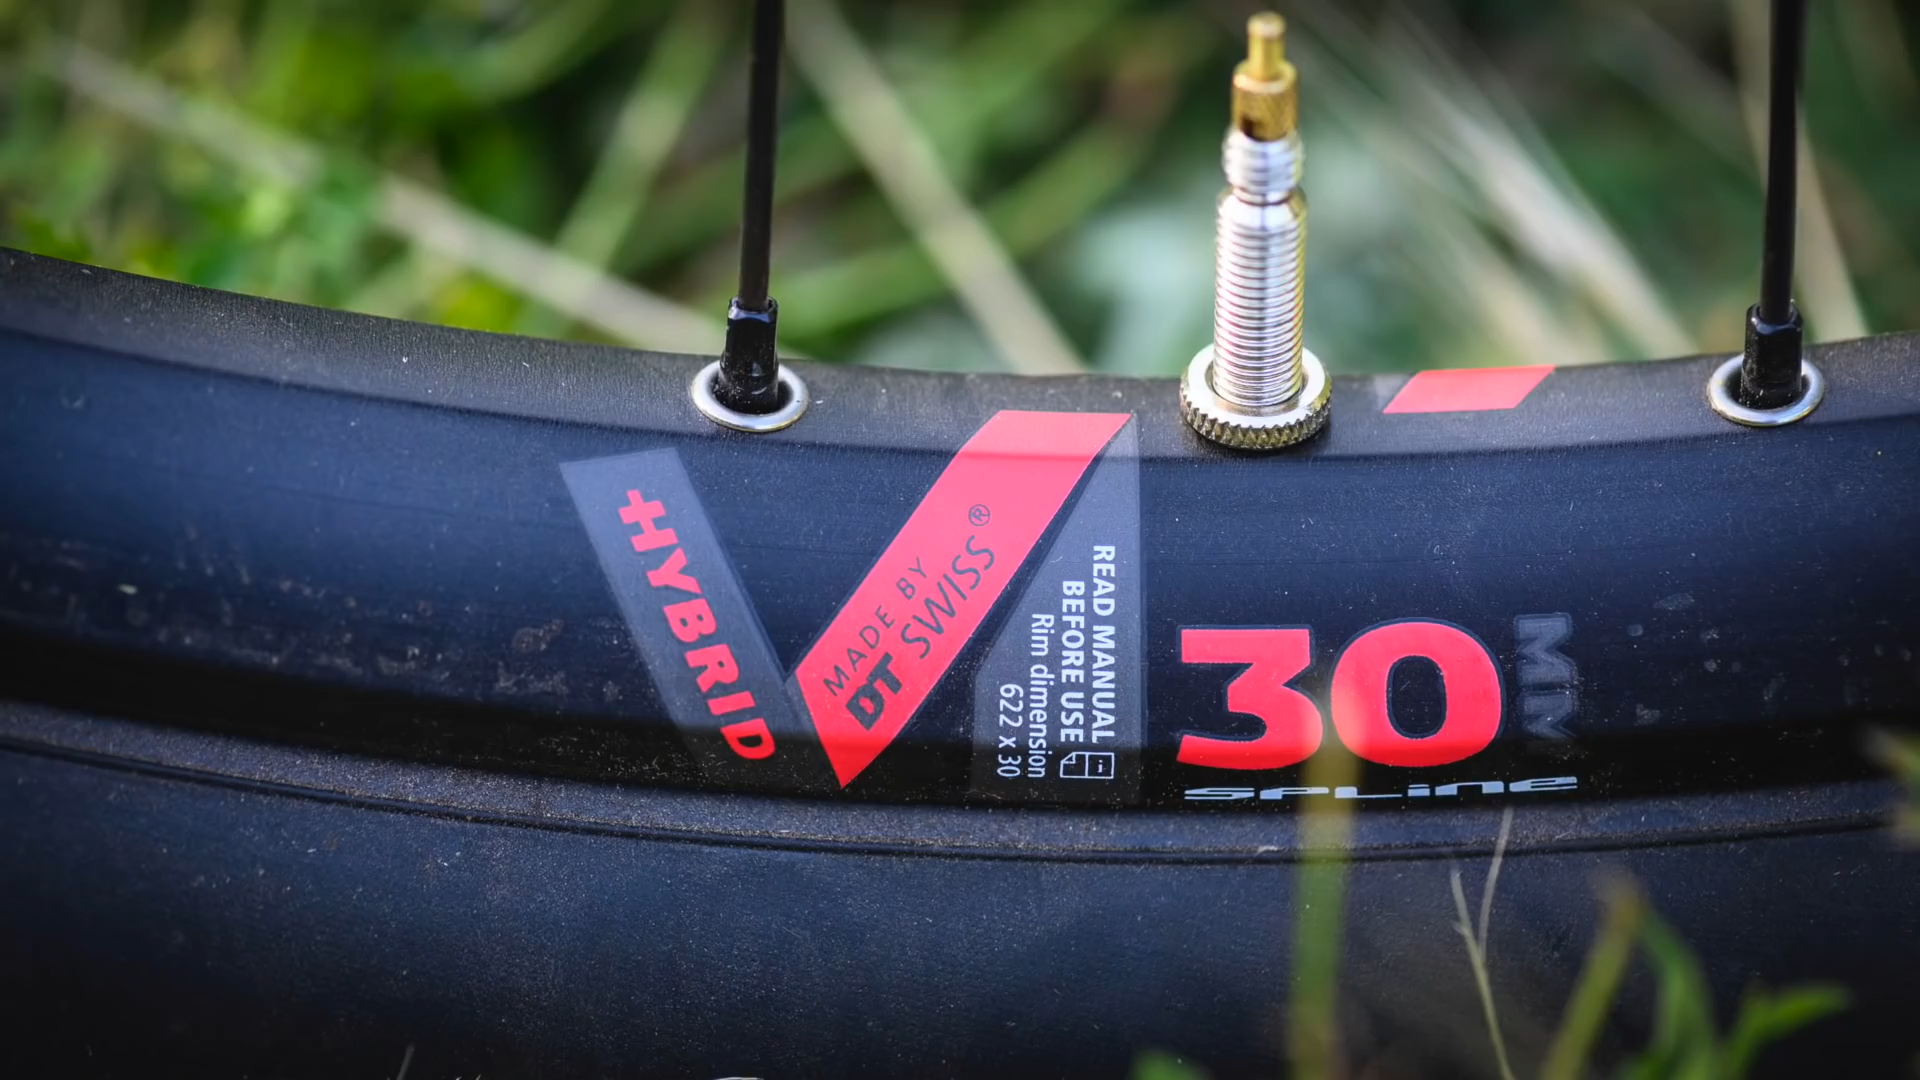 +HYBRID
MADE BY
DT SWISS®
READ MANUAL
BEFORE USE
Rim dimension
622 x 30
30 MM
SPLINE